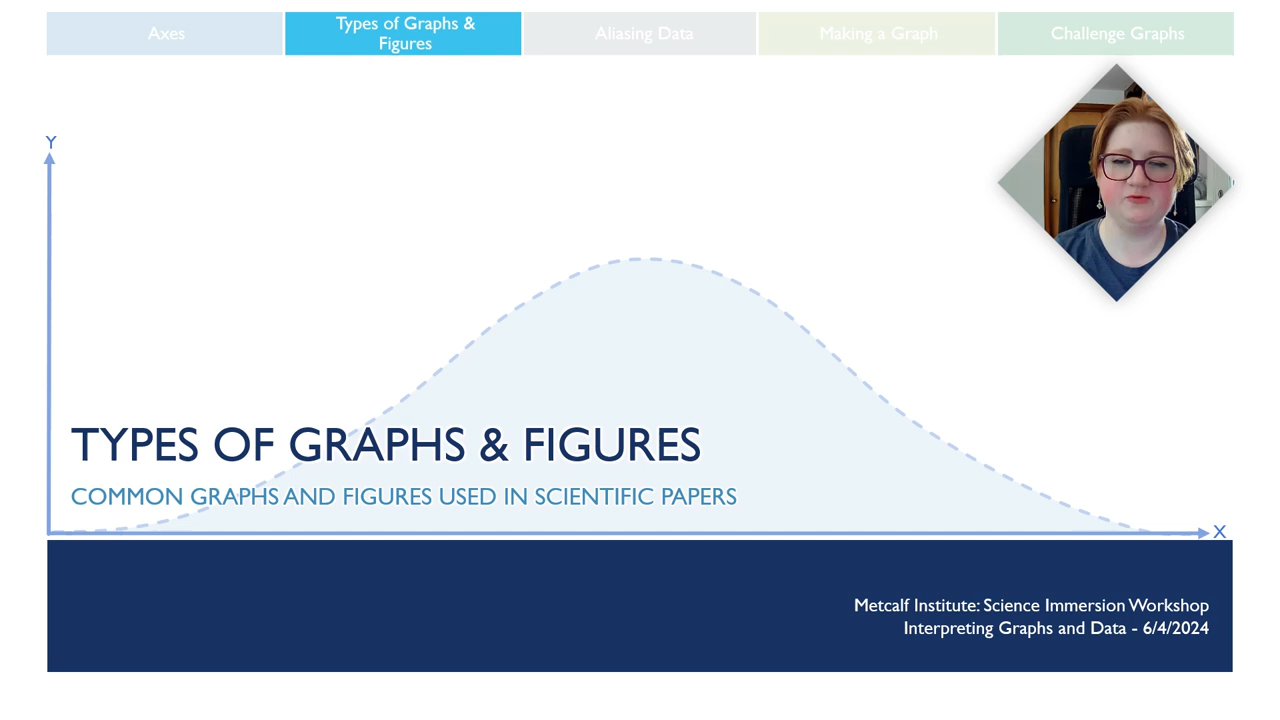 Axes
Types of Graphs &
Figures
Aliasing Data
Making a Graph
Challenge Graphs
Y
TYPES OF GRAPHS & FIGURES
COMMON GRAPHS AND FIGURES USED IN SCIENTIFIC PAPERS
X
Metcalf Institute: Science Immersion Workshop
Interpreting Graphs and Data - 6/4/2024